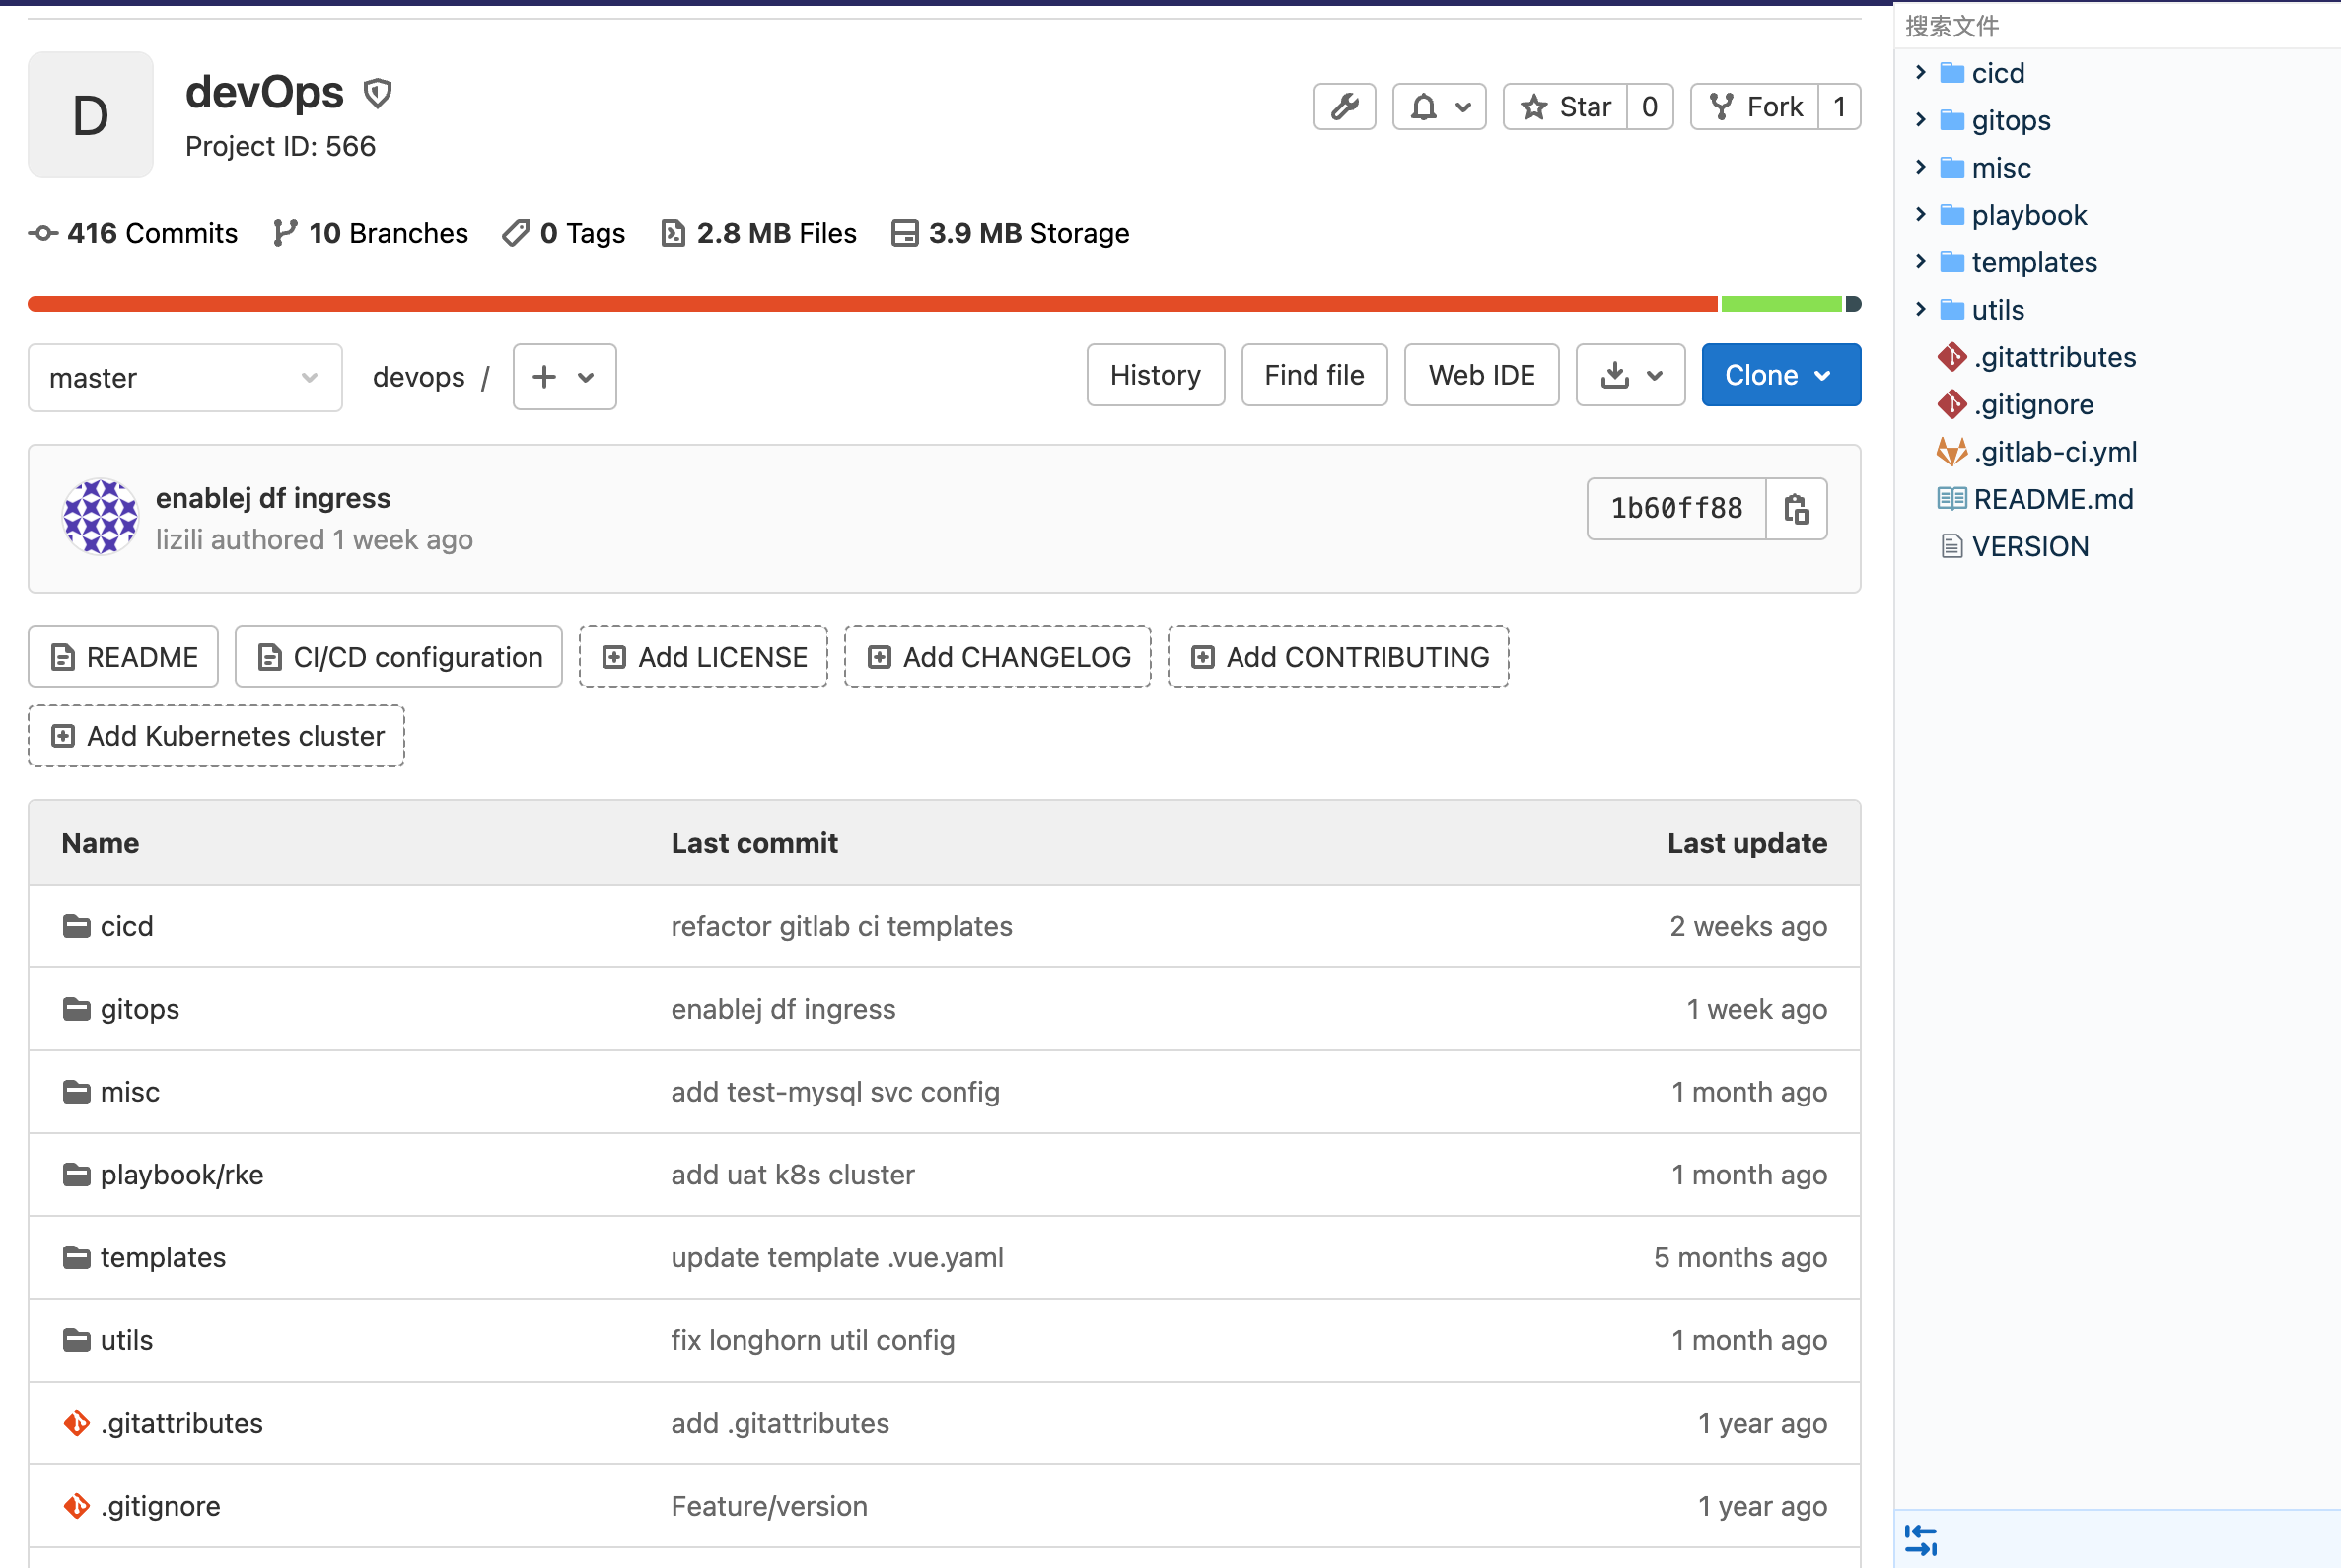 D
devOps
Project ID: 566
Star 0
Fork 1
416 Commits 10 Branches 0 Tags 2.8 MB Files 3.9 MB Storage
master
devops /
History
Find file
Web IDE
Clone
enablej df ingress
lizili authored 1 week ago
1b60ff88
README
CI/CD configuration
Add LICENSE
Add CHANGELOG
Add CONTRIBUTING
Add Kubernetes cluster
Name Last commit Last update
cicd refactor gitlab ci templates 2 weeks ago
gitops enablej df ingress 1 week ago
misc add test-mysql svc config 1 month ago
playbook/rke add uat k8s cluster 1 month ago
templates update template .vue.yaml 5 months ago
utils fix longhorn util config 1 month ago
.gitattributes add .gitattributes 1 year ago
.gitignore Feature/version 1 year ago
搜索文件
cicd
gitops
misc
playbook
templates
utils
.gitattributes
.gitignore
.gitlab-ci.yml
README.md
VERSION